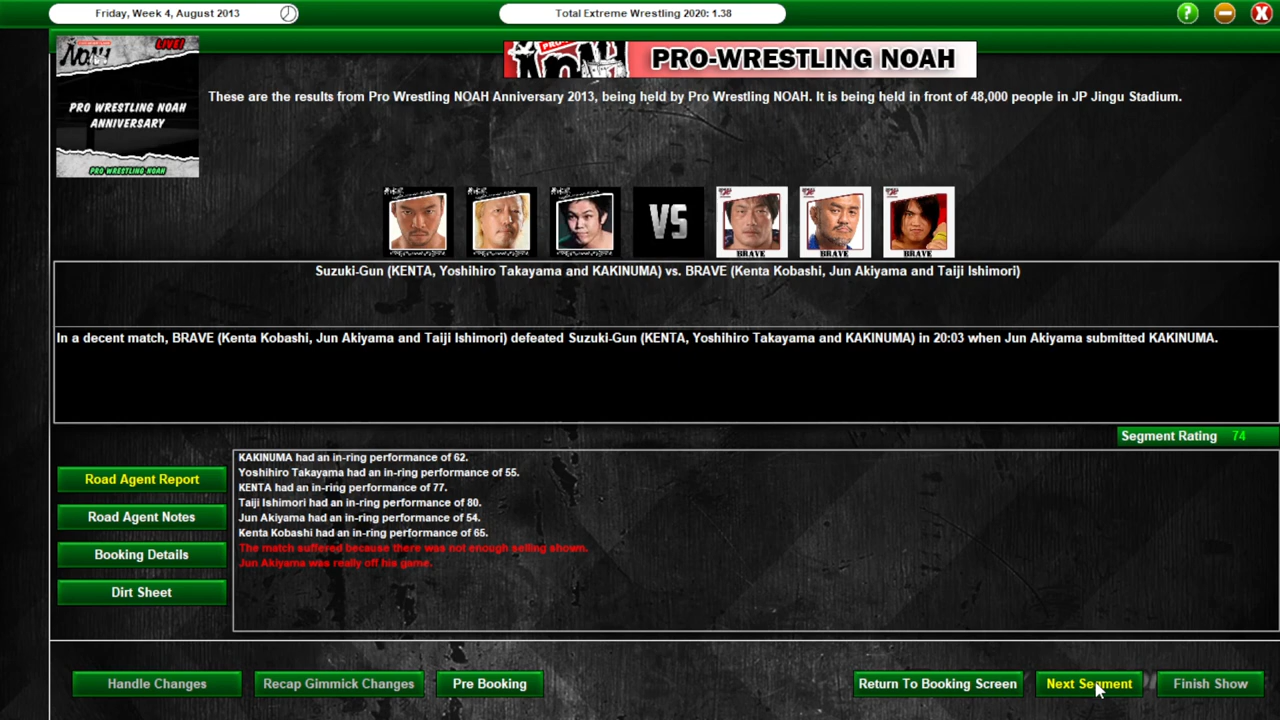 Friday, Week 4, August 2013
Total Extreme Wrestling 2020: 1.38
LIVE!
NOAH
PRO WRESTLING NOAH
ANNIVERSARY
PRO WRESTLING NOAH
PRO-WRESTLING NOAH
These are the results from Pro Wrestling NOAH Anniversary 2013, being held by Pro Wrestling NOAH. It is being held in front of 48,000 people in JP Jingu Stadium.
VS
BRAVE
BRAVE
BRAVE
Suzuki-Gun (KENTA, Yoshihiro Takayama and KAKINUMA) vs. BRAVE (Kenta Kobashi, Jun Akiyama and Taiji Ishimori)
In a decent match, BRAVE (Kenta Kobashi, Jun Akiyama and Taiji Ishimori) defeated Suzuki-Gun (KENTA, Yoshihiro Takayama and KAKINUMA) in 20:03 when Jun Akiyama submitted KAKINUMA.
Segment Rating 74
Road Agent Report
Road Agent Notes
Booking Details
Dirt Sheet
KAKINUMA had an in-ring performance of 62.
Yoshihiro Takayama had an in-ring performance of 55.
KENTA had an in-ring performance of 77.
Taiji Ishimori had an in-ring performance of 80.
Jun Akiyama had an in-ring performance of 54.
Kenta Kobashi had an in-ring performance of 65.
The match suffered because there was not enough selling shown.
Jun Akiyama was really off his game.
Handle Changes
Recap Gimmick Changes
Pre Booking
Return To Booking Screen
Next Segment
Finish Show